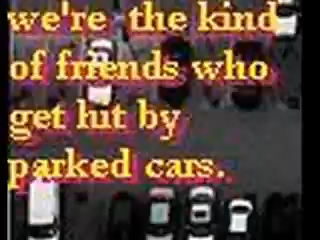 we're the kind
of friends who
get hit by
parked cars.